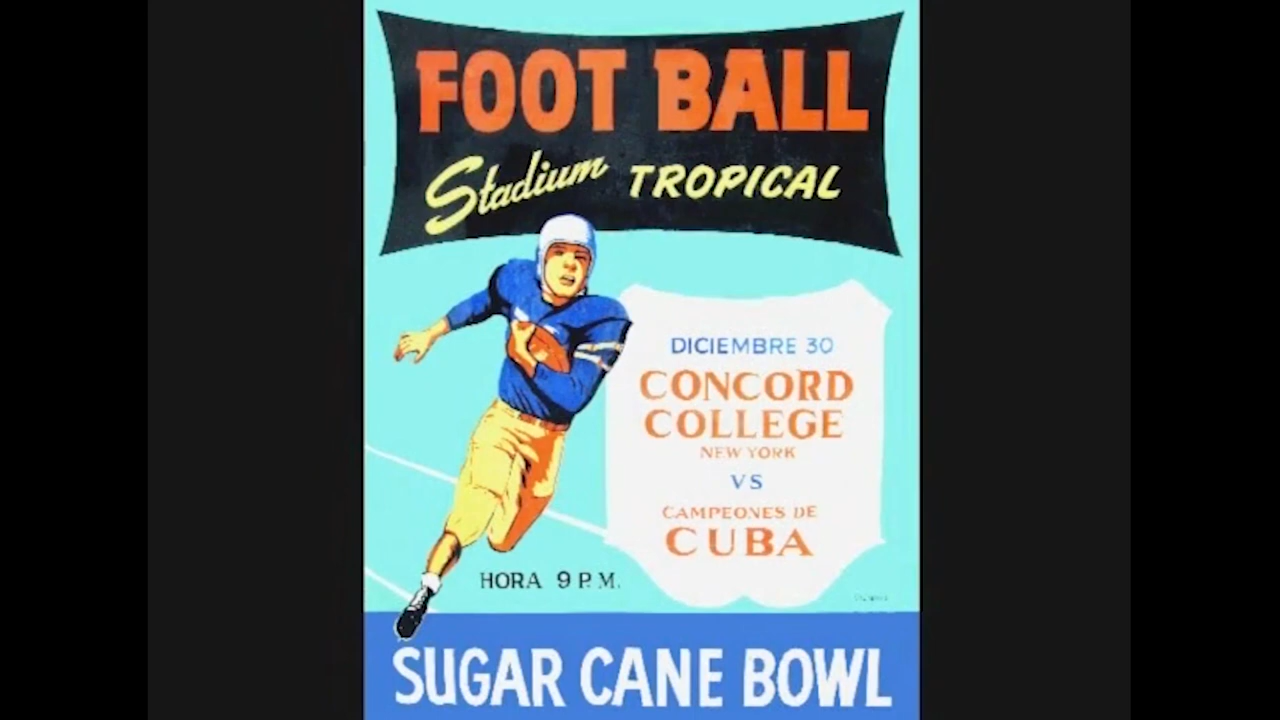 FOOT BALL
Stadium TROPICAL
DICIEMBRE 30
CONCORD
COLLEGE
NEW YORK
VS
CAMPEONES DE
CUBA
HORA 9 P.M.
SUGAR CANE BOWL